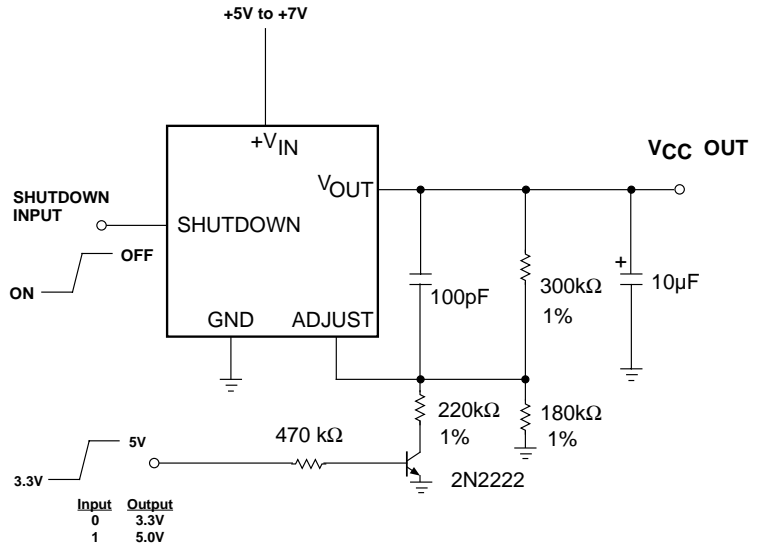 +5V to +7V
+VIN
VCC OUT
VOUT
SHUTDOWN
INPUT
SHUTDOWN
OFF
ON
100pF
300kΩ
1%
+
10µF
GND
ADJUST
220kΩ
1%
180kΩ
1%
470 kΩ
5V
3.3V
2N2222
Input Output
0 3.3V
1 5.0V